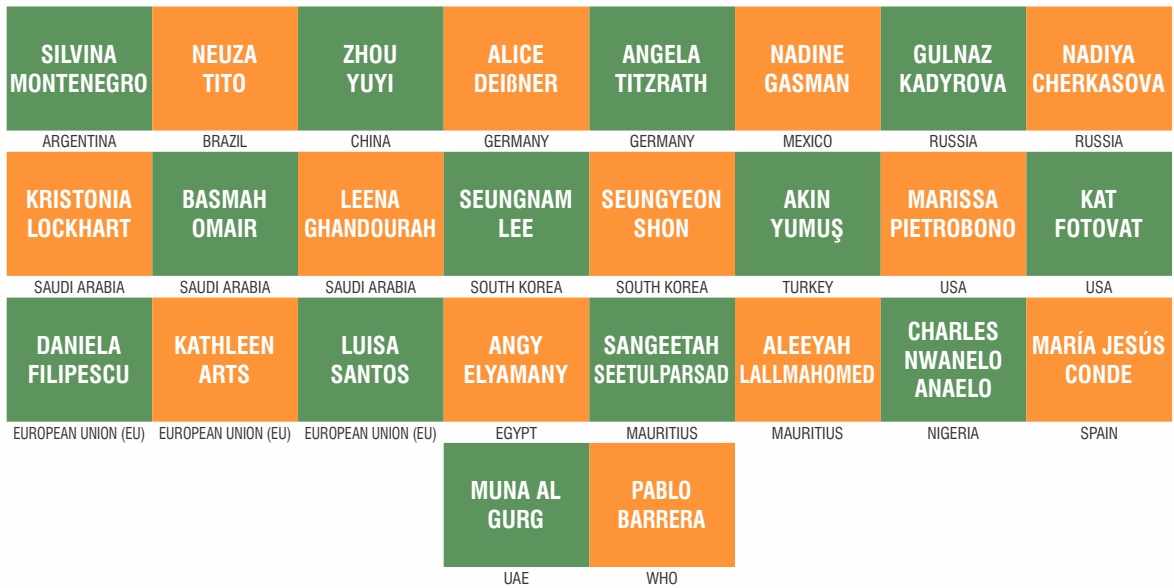 SILVINA
MONTENEGRO
ARGENTINA
NEUZA
TITO
BRAZIL
ZHOU
YUYI
CHINA
ALICE
DEIßNER
GERMANY
ANGELA
TITZRATH
GERMANY
NADINE
GASMAN
MEXICO
GULNAZ
KADYROVA
RUSSIA
NADIYA
CHERKASOVA
RUSSIA
KRISTONIA
LOCKHART
SAUDI ARABIA
BASMAH
OMAIR
SAUDI ARABIA
LEENA
GHANDOURAH
SAUDI ARABIA
SEUNGNAM
LEE
SOUTH KOREA
SEUNGYEON
SHON
SOUTH KOREA
AKIN
YUMUŞ
TURKEY
MARISSA
PIETROBONO
USA
KAT
FOTOVAT
USA
DANIELA
FILIPESCU
EUROPEAN UNION (EU)
KATHLEEN
ARTS
EUROPEAN UNION (EU)
LUISA
SANTOS
EUROPEAN UNION (EU)
ANGY
ELYAMANY
EGYPT
SANGEETAH
SEETULPARSAD
MAURITIUS
ALEEYAH
LALLMAHOMED
MAURITIUS
CHARLES
NWANELO
ANAELO
NIGERIA
MARÍA JESÚS
CONDE
SPAIN
MUNA AL
GURG
UAE
PABLO
BARRERA
WHO